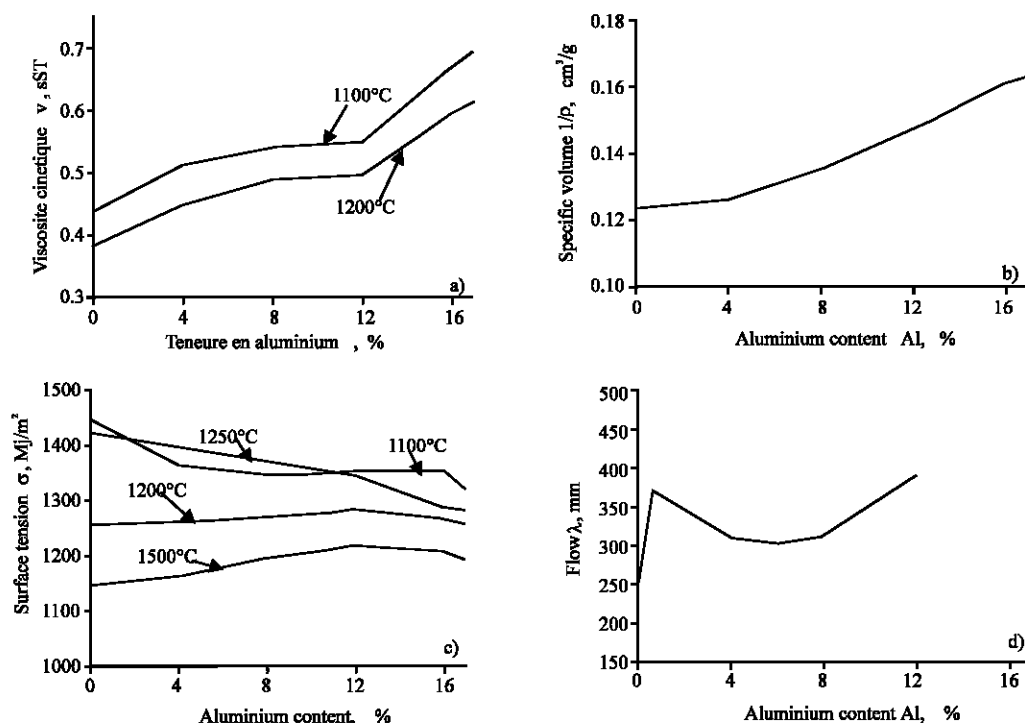 Viscosite cinetique ν, sST
0.7
0.6
0.5
0.4
0.3
1100°C
1200°C
a)
0 4 8 12 16
Teneure en aluminium , %
Specific volume 1/ρ, cm³/g
0.18
0.16
0.14
0.12
0.10
b)
0 4 8 12 16
Aluminium content Al, %
Surface tension σ, Mj/m²
1500
1400
1300
1200
1100
1000
1250°C
1100°C
1200°C
1500°C
c)
0 4 8 12 16
Aluminium content, %
Flow λ, mm
500
450
400
350
300
250
200
150
d)
0 4 8 12 16
Aluminium content Al, %